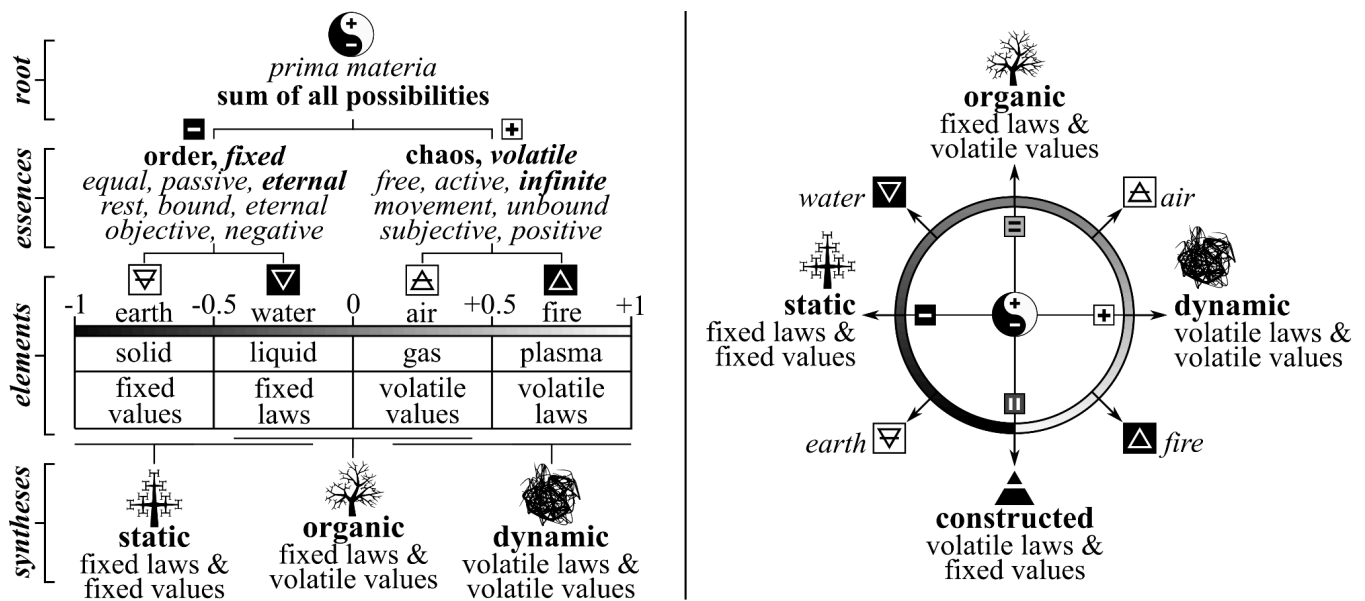 root
prima materia
sum of all possibilities
essences
order, fixed
equal, passive, eternal
rest, bound, eternal
objective, negative
chaos, volatile
free, active, infinite
movement, unbound
subjective, positive
elements
-1 -0.5 0 +0.5 +1
earth water air fire
solid liquid gas plasma
fixed values
fixed laws
volatile values
volatile laws
syntheses
static
fixed laws &
fixed values
organic
fixed laws &
volatile values
dynamic
volatile laws &
volatile values
organic
fixed laws &
volatile values
water
air
static
fixed laws &
fixed values
dynamic
volatile laws &
volatile values
earth
fire
constructed
volatile laws &
fixed values